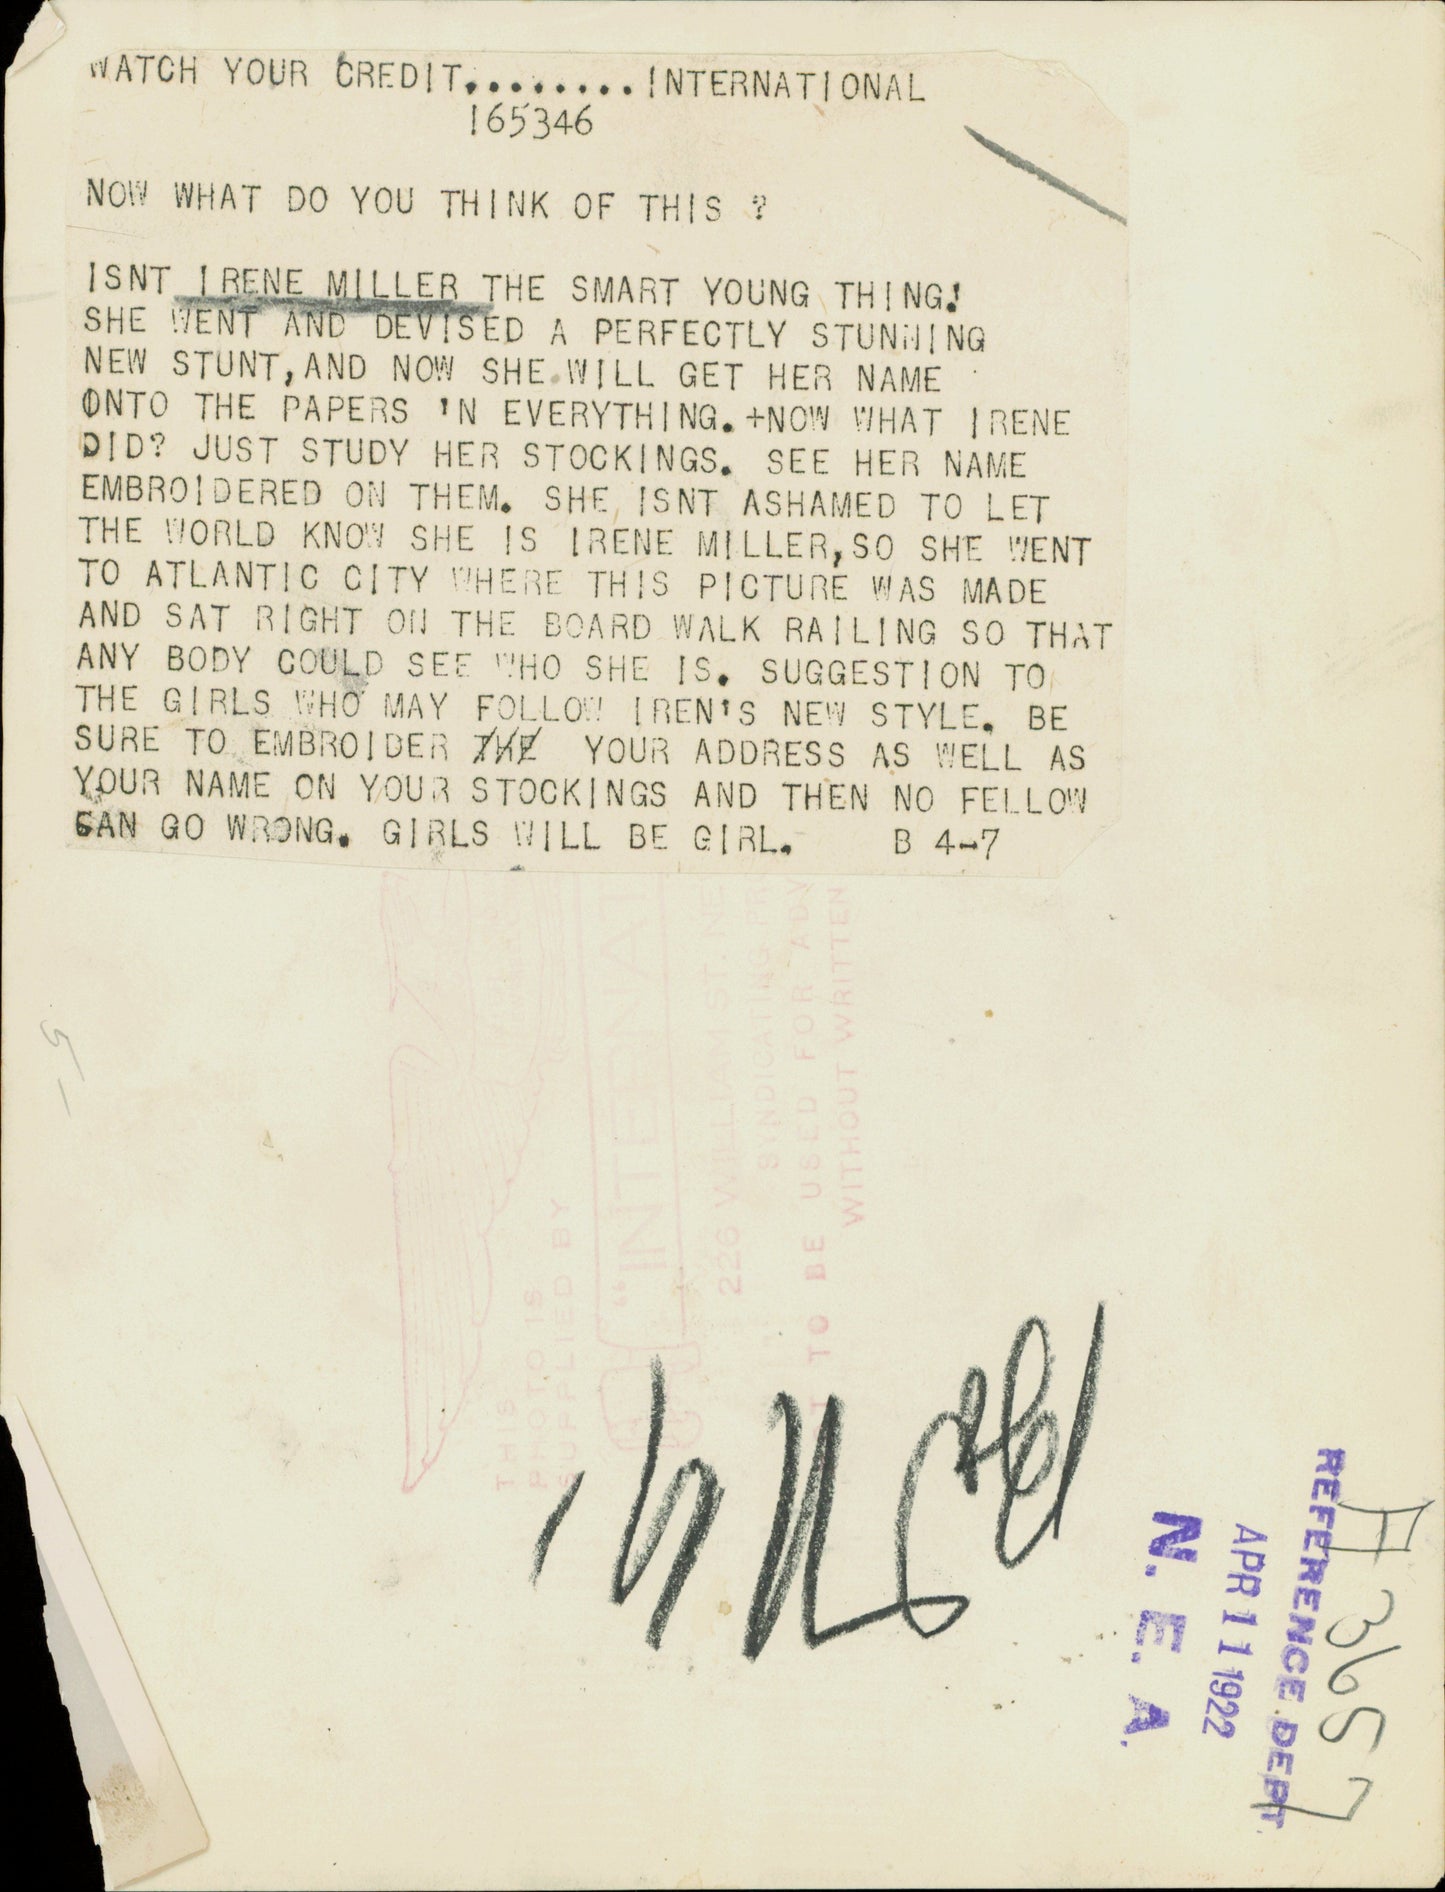 WATCH YOUR CREDIT.........INTERNATIONAL
165346
NOW WHAT DO YOU THINK OF THIS ?
ISNT IRENE MILLER THE SMART YOUNG THING!
SHE WENT AND DEVISED A PERFECTLY STUNNING
NEW STUNT,AND NOW SHE WILL GET HER NAME
ONTO THE PAPERS 'N EVERYTHING.+NOW WHAT IRENE
DID? JUST STUDY HER STOCKINGS. SEE HER NAME
EMBROIDERED ON THEM. SHE ISNT ASHAMED TO LET
THE WORLD KNOW SHE IS IRENE MILLER,SO SHE WENT
TO ATLANTIC CITY WHERE THIS PICTURE WAS MADE
AND SAT RIGHT ON THE BOARD WALK RAILING SO THAT
ANY BODY COULD SEE WHO SHE IS. SUGGESTION TO
THE GIRLS WHO MAY FOLLOW IREN'S NEW STYLE. BE
SURE TO EMBROIDER THE YOUR ADDRESS AS WELL AS
YOUR NAME ON YOUR STOCKINGS AND THEN NO FELLOW
CAN GO WRONG. GIRLS WILL BE GIRL. B 4-7
THIS
PHOTO IS
SUPPLIED BY
"INTERNAT
226 WILLIAM ST. NE
SYNDICATING PR
TO BE USED FOR ADV
WITHOUT WRITTEN
REFERENCE DEPT.
APR 11 1922
N. E. A.